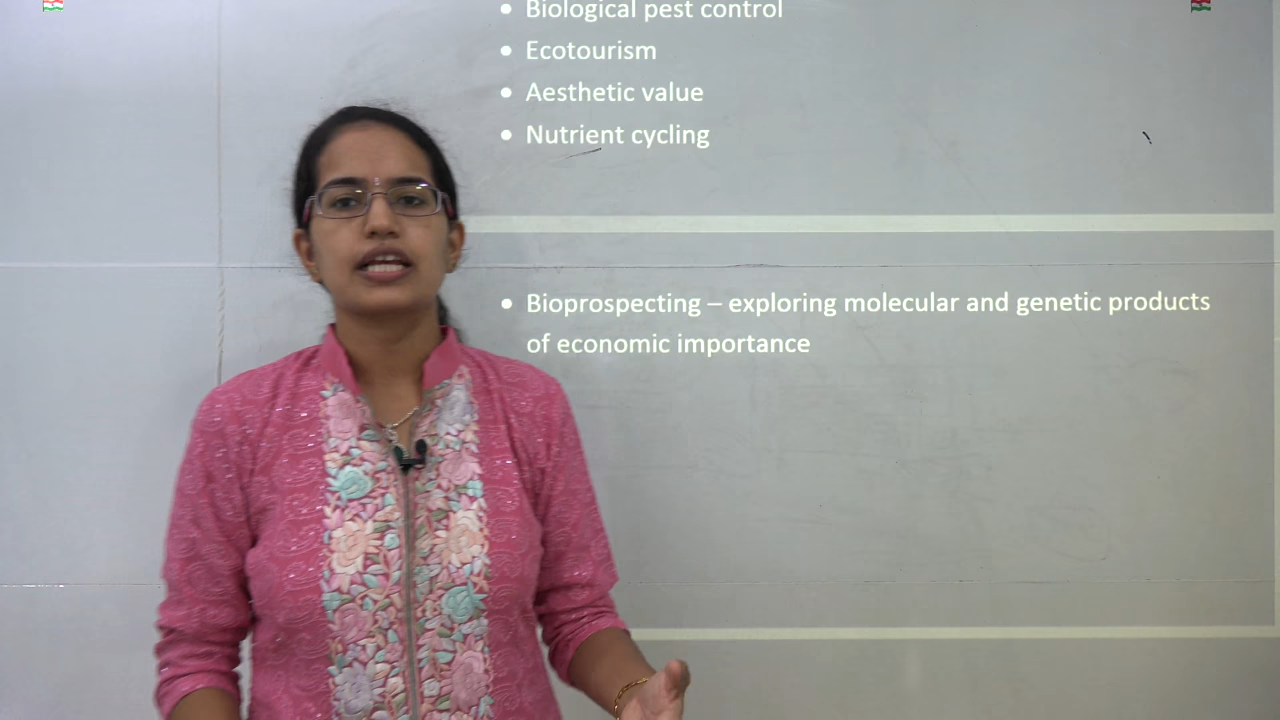 • Biological pest control
• Ecotourism
• Aesthetic value
• Nutrient cycling
• Bioprospecting – exploring molecular and genetic products
of economic importance